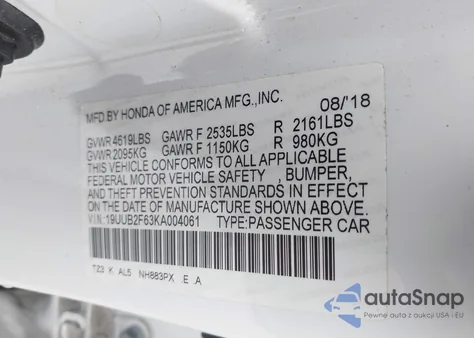 MFD BY HONDA OF AMERICA MFG.,INC. 08/'18
GVWR 4619LBS GAWR F 2535LBS R 2161LBS
GVWR 2095KG GAWR F 1150KG R 980KG
THIS VEHICLE CONFORMS TO ALL APPLICABLE
FEDERAL MOTOR VEHICLE SAFETY , BUMPER,
AND THEFT PREVENTION STANDARDS IN EFFECT ON
THE DATE OF MANUFACTURE SHOWN ABOVE.
VIN: 19UUB2F63KA004061 TYPE:PASSENGER CAR
TZ3 K AL5 NH883PX E A
autoSnap
Pewne auta z aukcji USA i EU